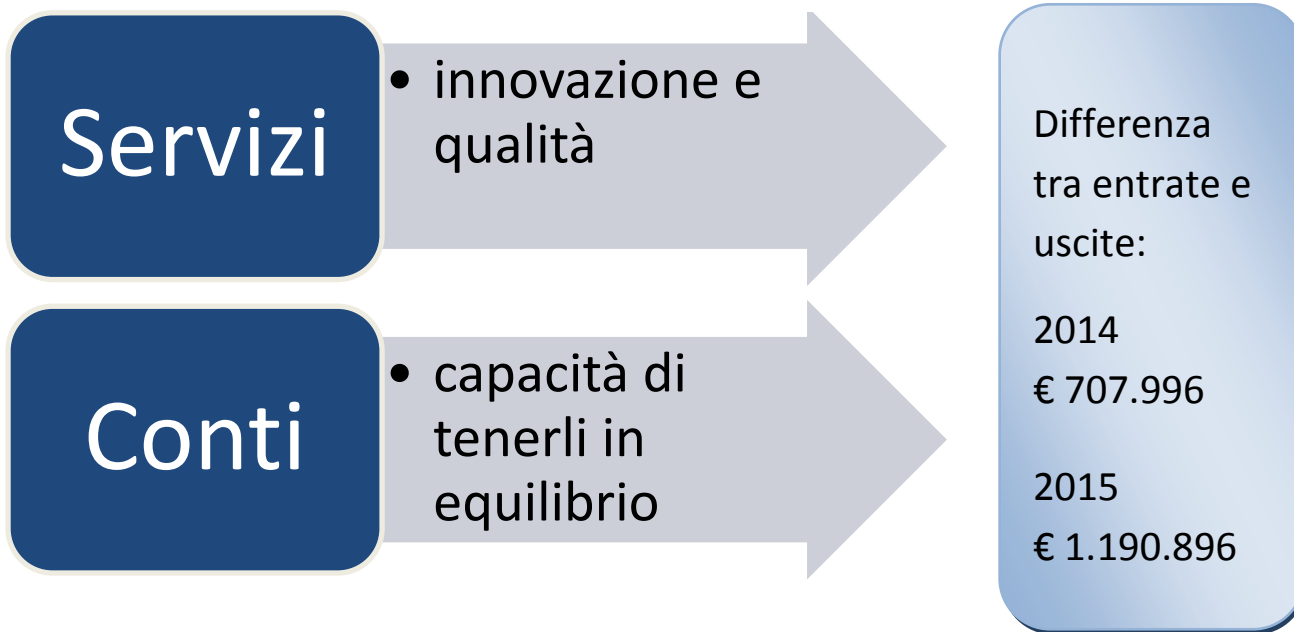 Servizi
• innovazione e
qualità
Conti
• capacità di
tenerli in
equilibrio
Differenza
tra entrate e
uscite:
2014
€ 707.996
2015
€ 1.190.896